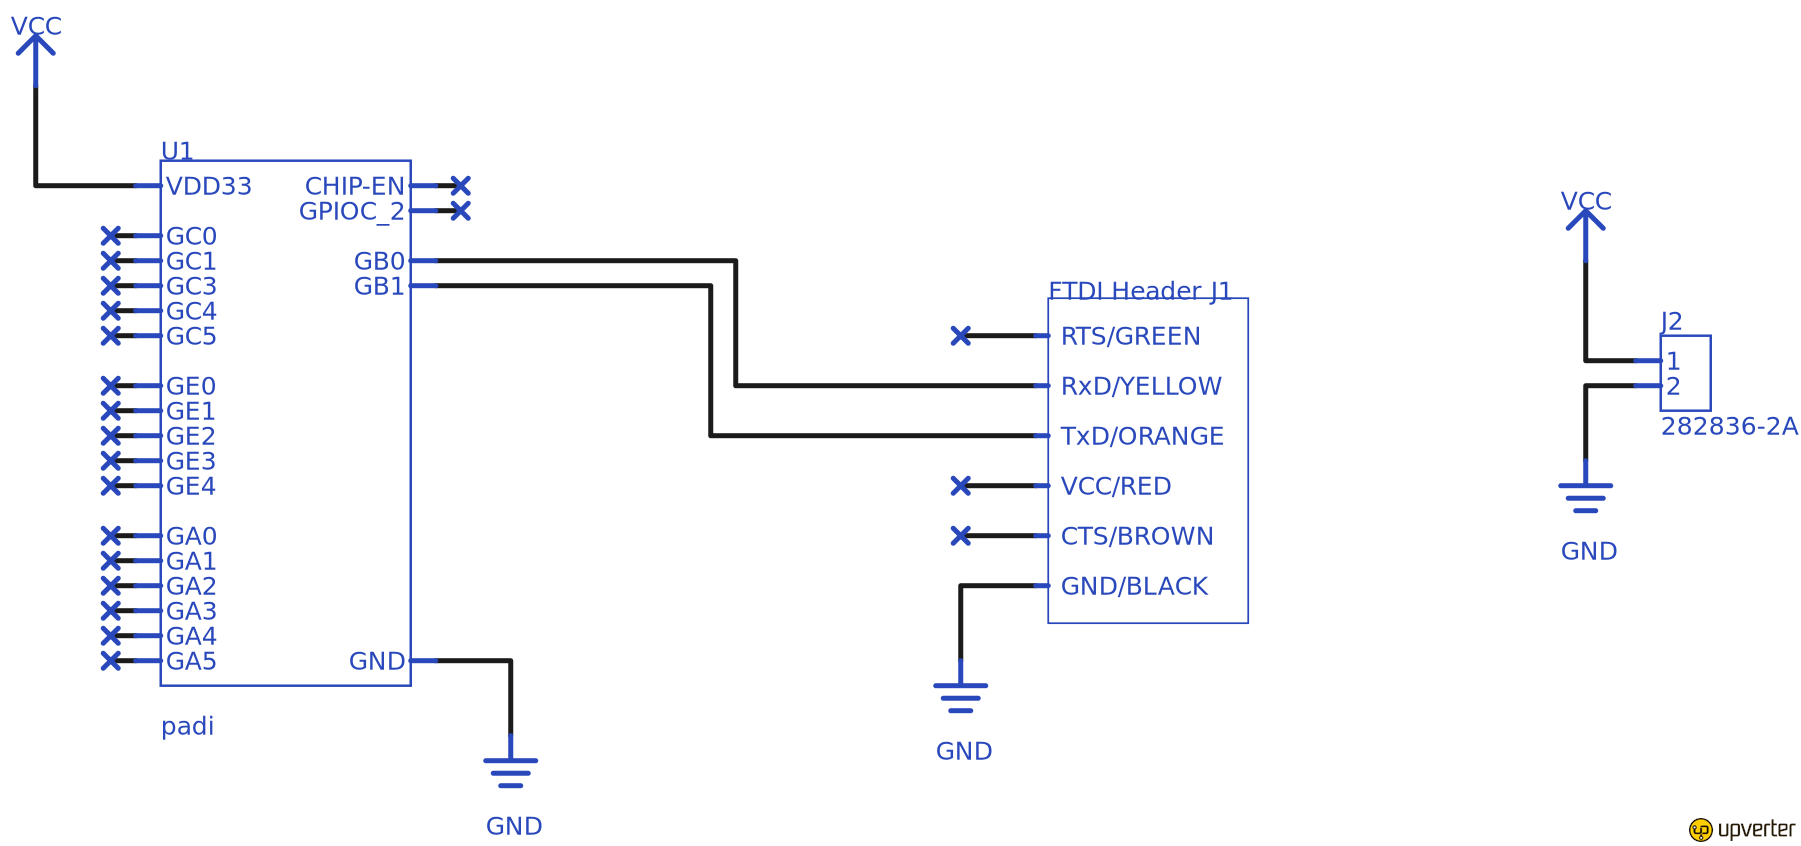 VCC
U1
VDD33
GC0
GC1
GC3
GC4
GC5
GE0
GE1
GE2
GE3
GE4
GA0
GA1
GA2
GA3
GA4
GA5
CHIP-EN
GPIOC_2
GB0
GB1
GND
padi
GND
FTDI Header J1
RTS/GREEN
RxD/YELLOW
TxD/ORANGE
VCC/RED
CTS/BROWN
GND/BLACK
GND
VCC
J2
1
2
282836-2A
GND
upverter